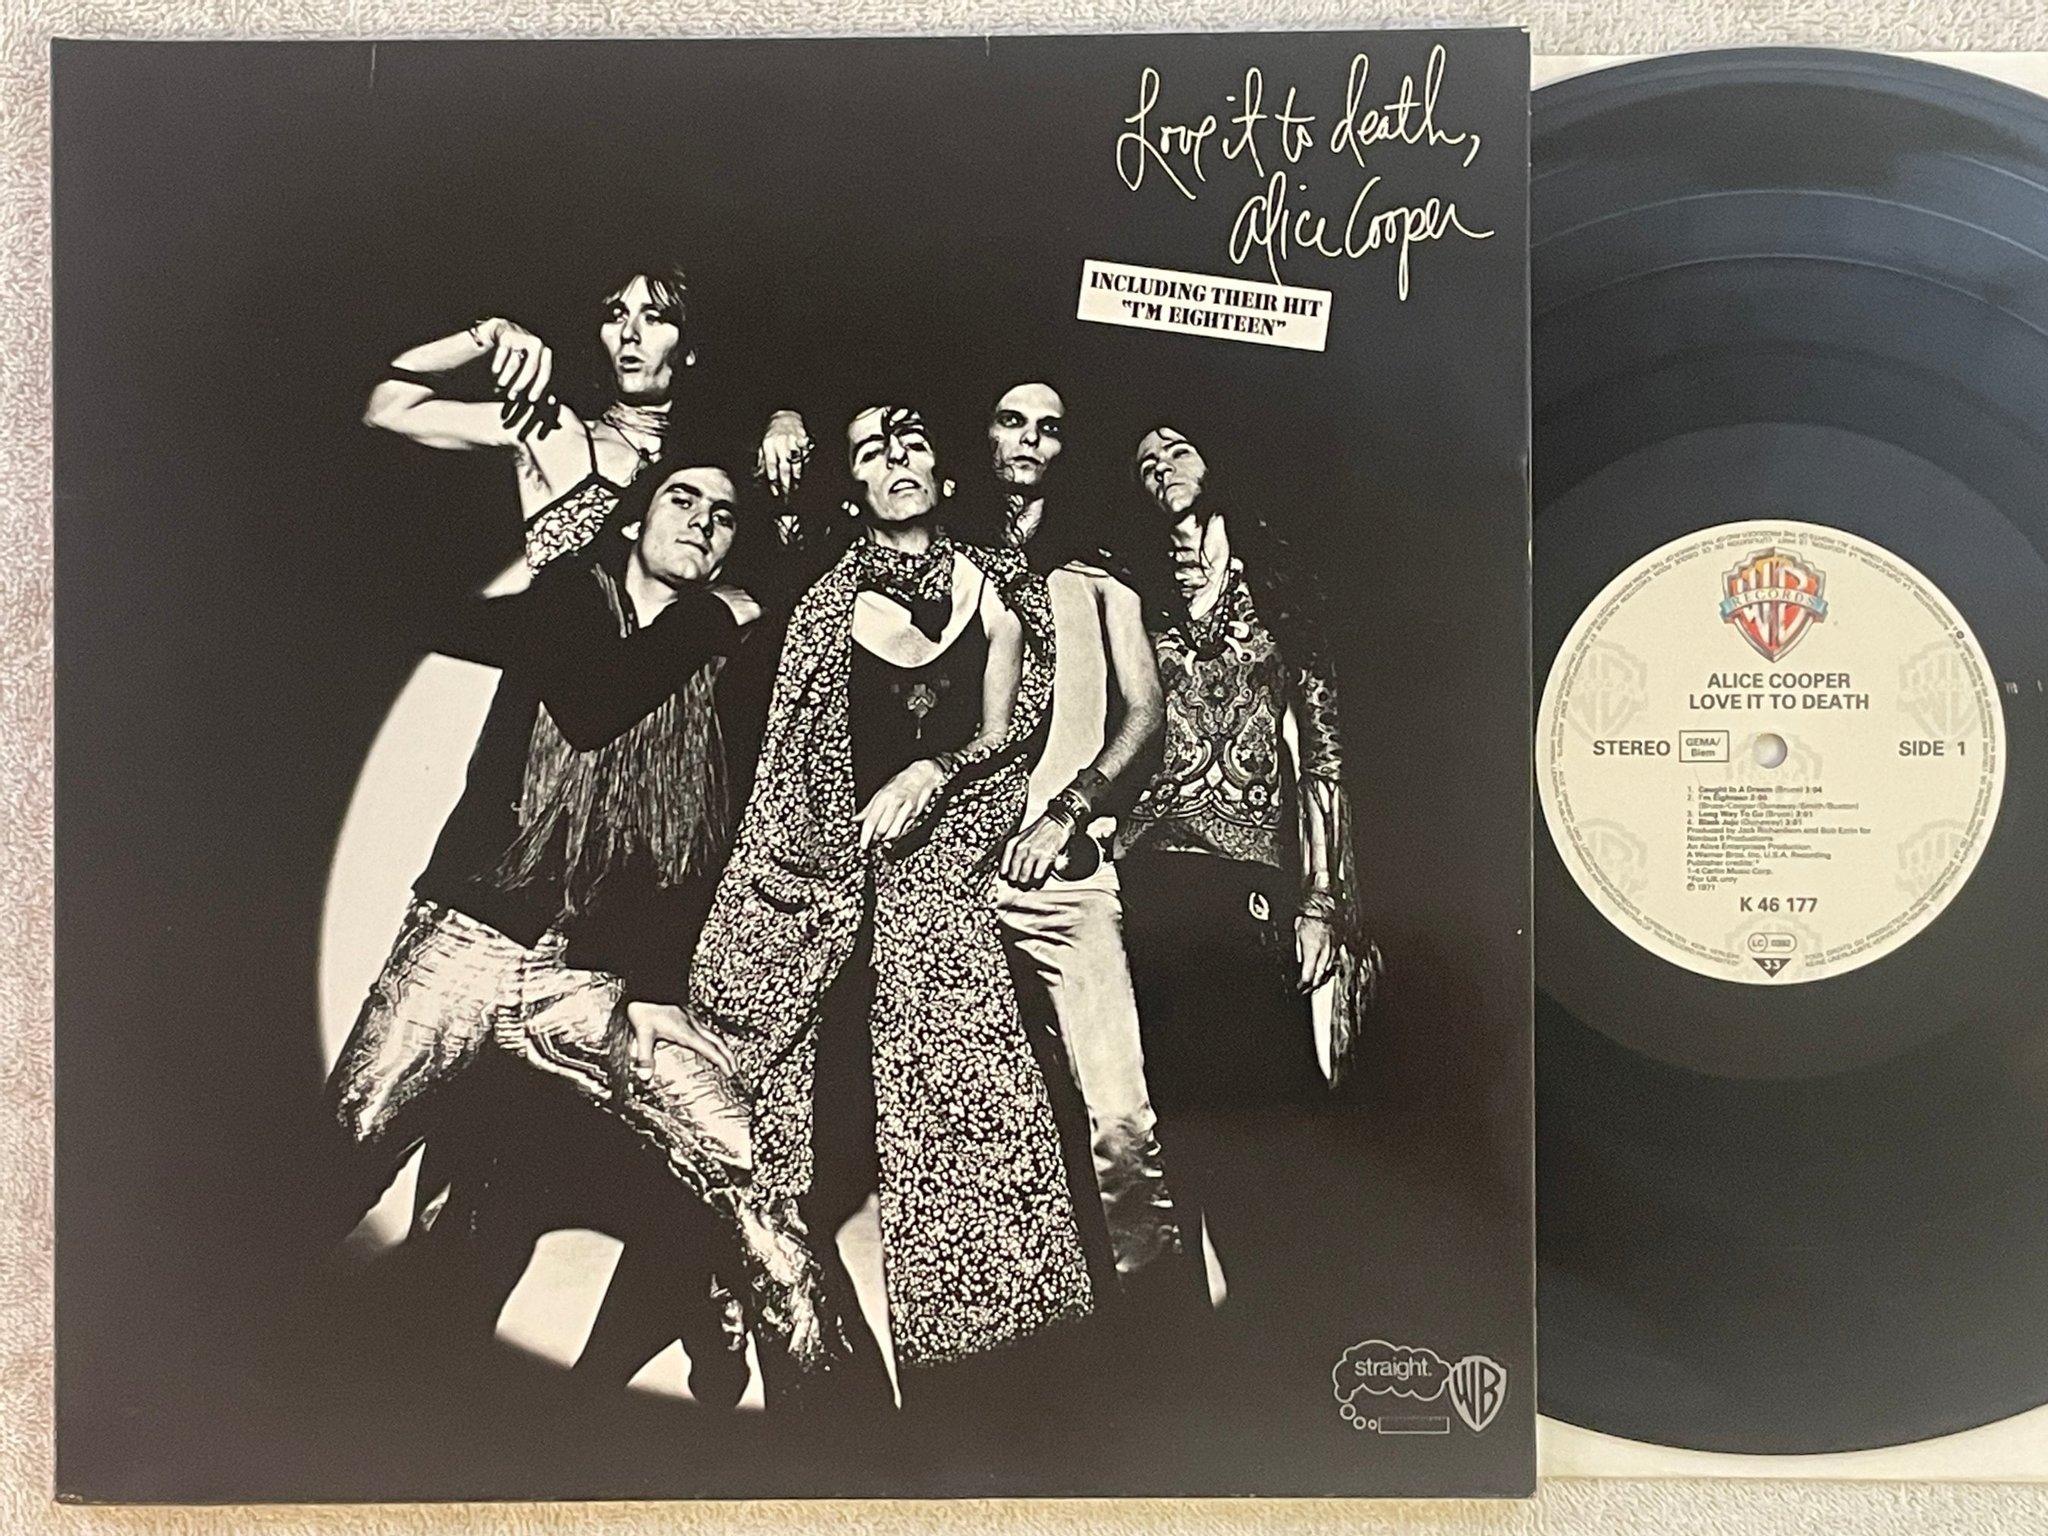 Love it to death,
Alice Cooper
INCLUDING THEIR HIT
"I'M EIGHTEEN"
straight.
WB
WB
RECORDS
ALICE COOPER
LOVE IT TO DEATH
STEREO GEMA/ Biem SIDE 1
1. Caught In A Dream (Bruce) 3:04
2. I'm Eighteen
(Bruce/Cooper/Dunaway/Smith/Buxton)
3. Long Way To Go (Bruce) 3:01
4. Black Juju (Dunaway) 3:01
Produced by Jack Richardson and Bob Ezrin for
Nimbus 9 Productions
An Alive Enterprises Production
A Warner Bros. Inc. U.S.A. Recording
Publisher credits:*
1-4 Carlin Music Corp.
*For UK only
℗ 1971
K 46 177
LC 0392
33